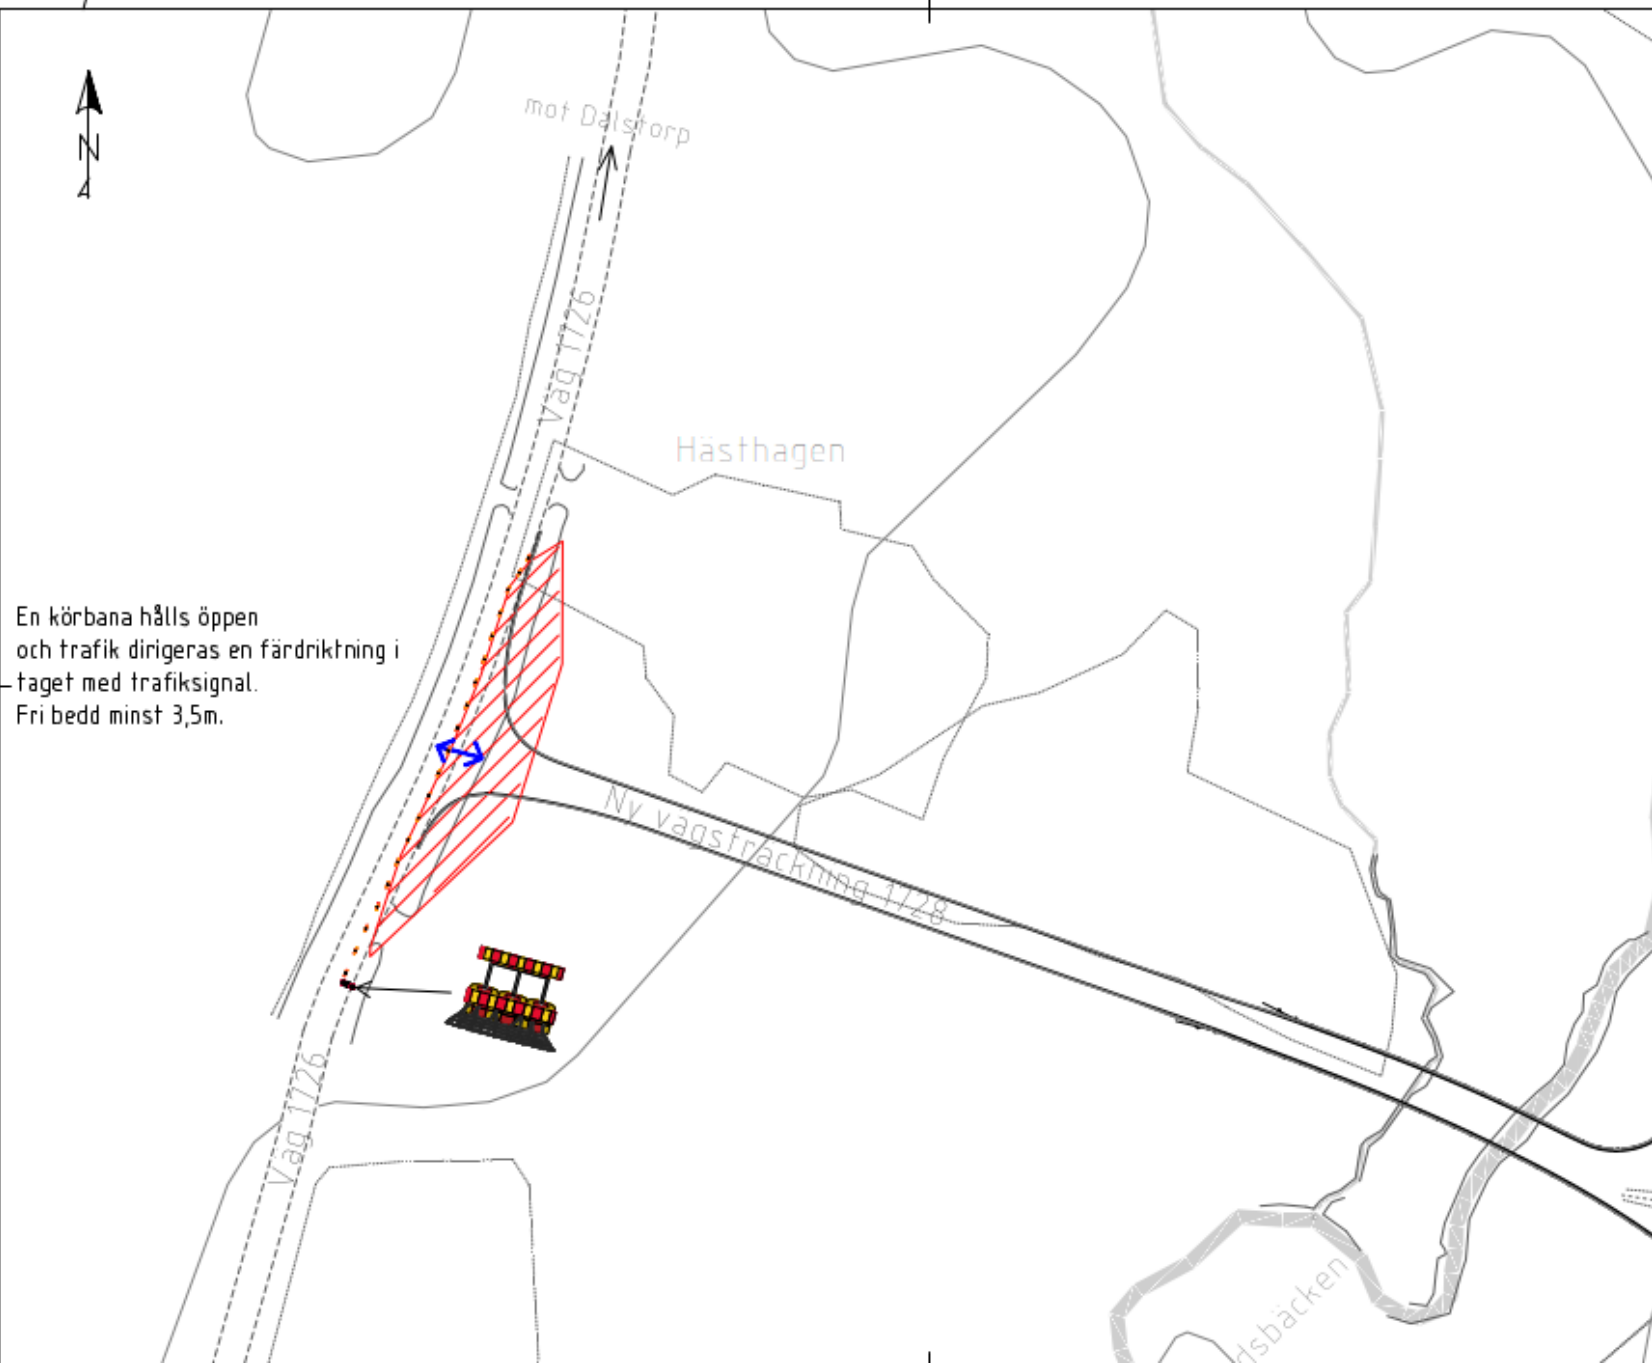 N
mot Dalstorp
Väg 1726
Hästhagen
En körbana hålls öppen
och trafik dirigeras en färdriktning i
taget med trafiksignal.
Fri bedd minst 3,5m.
Ny vägsträckning 1728
Väg 1726
dsbäcken